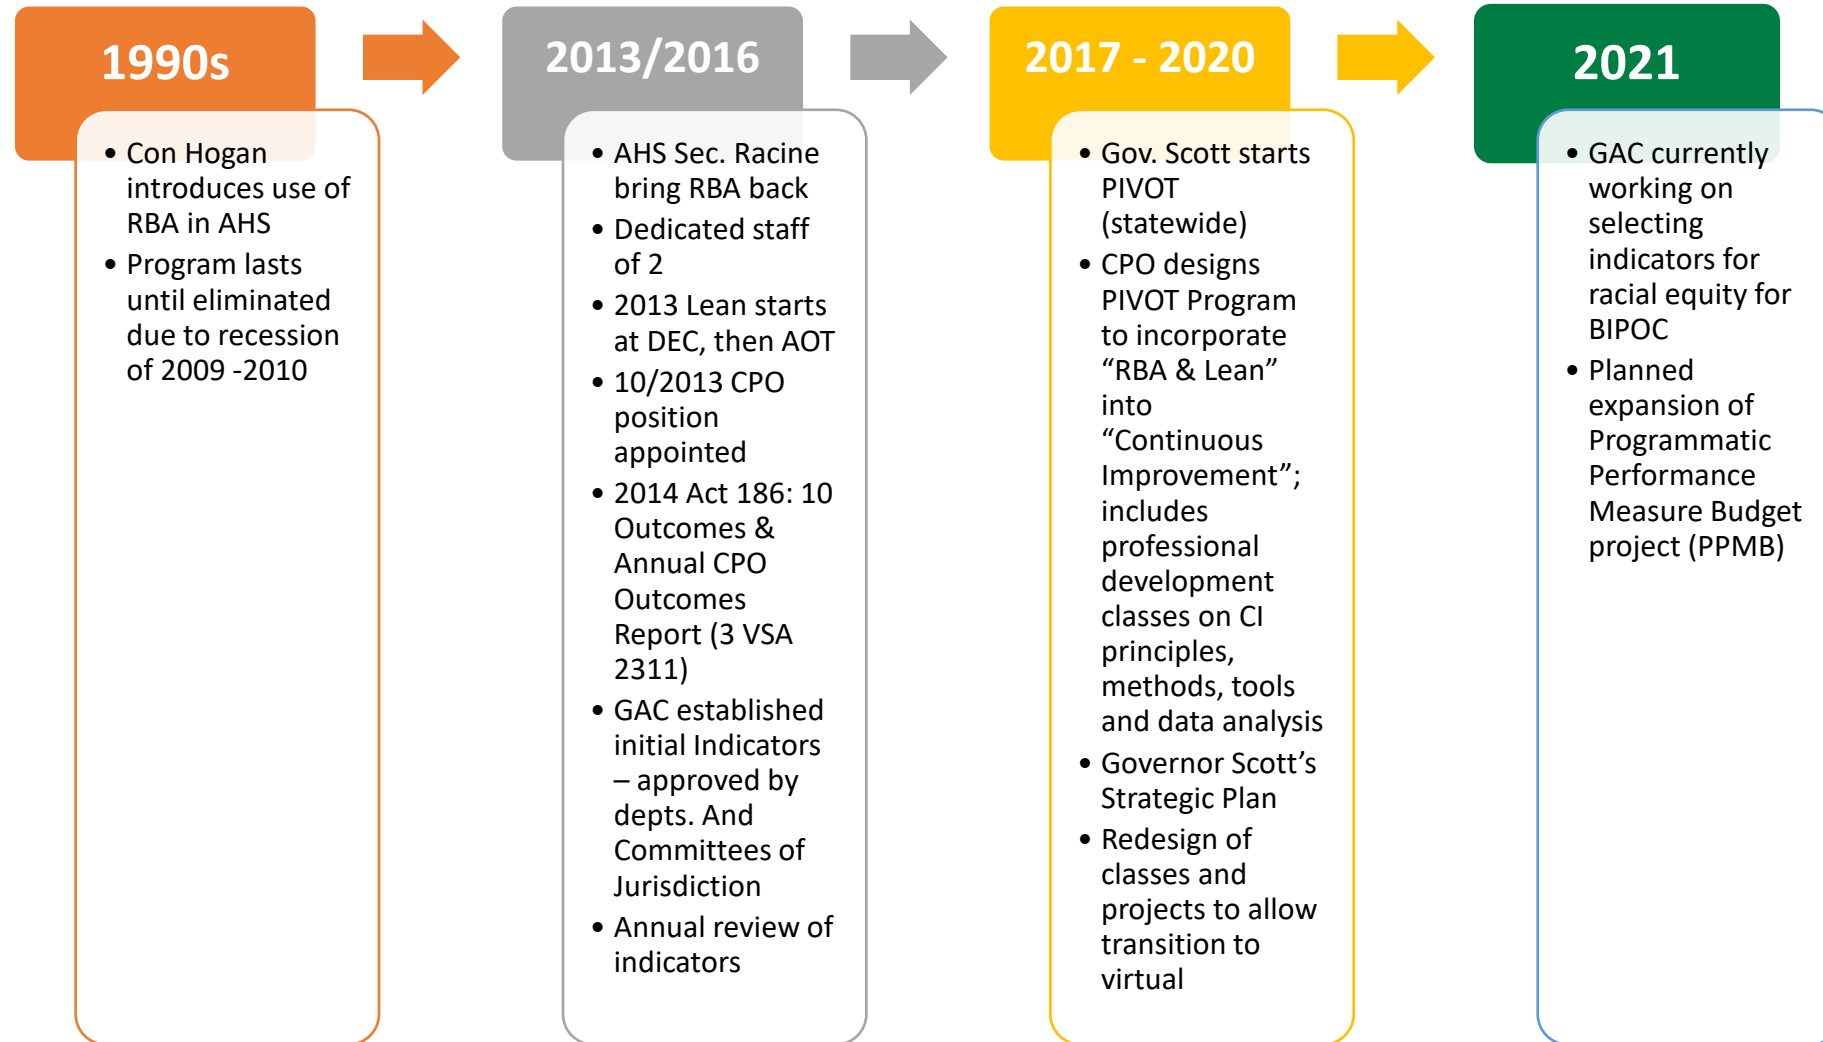 1990s
• Con Hogan
introduces use of
RBA in AHS
• Program lasts
until eliminated
due to recession
of 2009 -2010
2013/2016
• AHS Sec. Racine
bring RBA back
• Dedicated staff
of 2
• 2013 Lean starts
at DEC, then AOT
• 10/2013 CPO
position
appointed
• 2014 Act 186: 10
Outcomes &
Annual CPO
Outcomes
Report (3 VSA
2311)
• GAC established
initial Indicators
– approved by
depts. And
Committees of
Jurisdiction
• Annual review of
indicators
2017 - 2020
• Gov. Scott starts
PIVOT
(statewide)
• CPO designs
PIVOT Program
to incorporate
“RBA & Lean”
into
“Continuous
Improvement”;
includes
professional
development
classes on CI
principles,
methods, tools
and data analysis
• Governor Scott’s
Strategic Plan
• Redesign of
classes and
projects to allow
transition to
virtual
2021
• GAC currently
working on
selecting
indicators for
racial equity for
BIPOC
• Planned
expansion of
Programmatic
Performance
Measure Budget
project (PPMB)